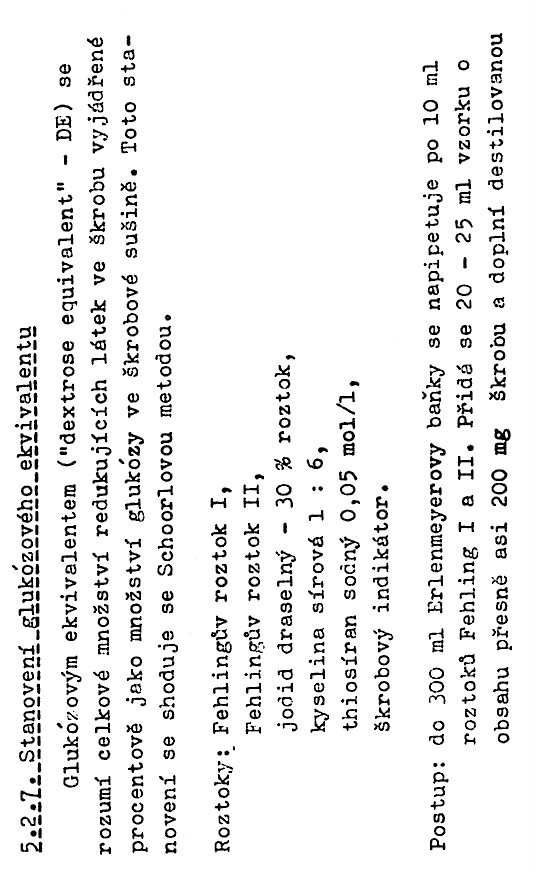 5.2.7. Stanovení glukózového ekvivalentu
Glukózovým ekvivalentem ("dextrose equivalent" - DE) se
rozumí celkové množství redukujících látek ve škrobu vyjádřené
procentově jako množství glukózy ve škrobové sušině. Toto sta-
novení se shoduje se Schoorlovou metodou.
Roztoky: Fehlingův roztok I,
Fehlingův roztok II,
jodid draselný - 30 % roztok,
kyselina sírová 1 : 6,
thiosíran sodný 0,05 mol/l,
škrobový indikátor.
Postup: do 300 ml Erlenmeyerovy baňky se napipetuje po 10 ml
roztoků Fehling I a II. Přidá se 20 - 25 ml vzorku o
obsahu přesně asi 200 mg škrobu a doplní destilovanou